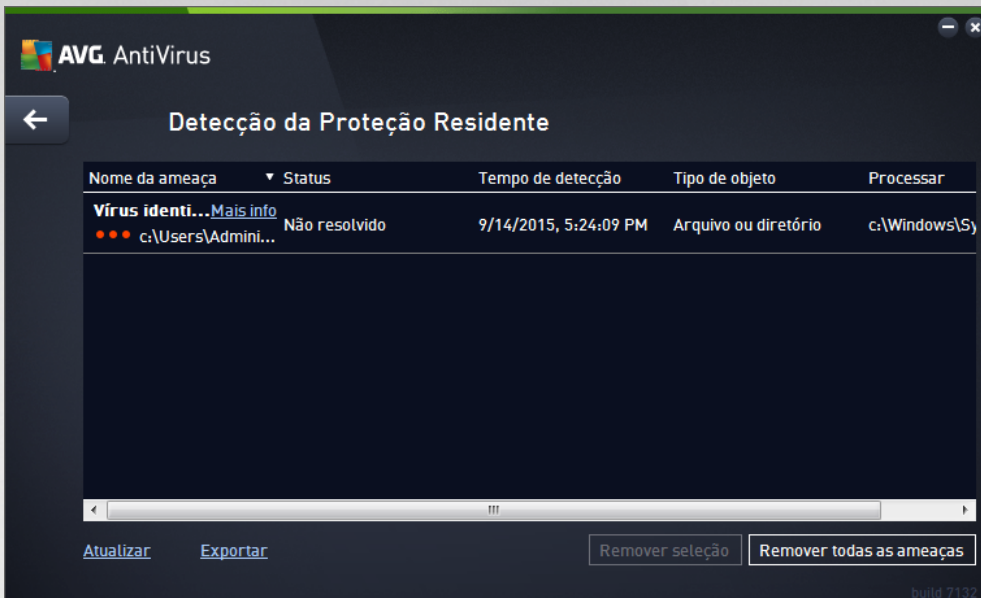 AVG. AntiVirus
Detecção da Proteção Residente
Nome da ameaça Status Tempo de detecção Tipo de objeto Processar
Vírus identi...Mais info Não resolvido 9/14/2015, 5:24:09 PM Arquivo ou diretório c:\Windows\Sy
c:\Users\Admini...
Atualizar Exportar Remover seleção Remover todas as ameaças
build 7132